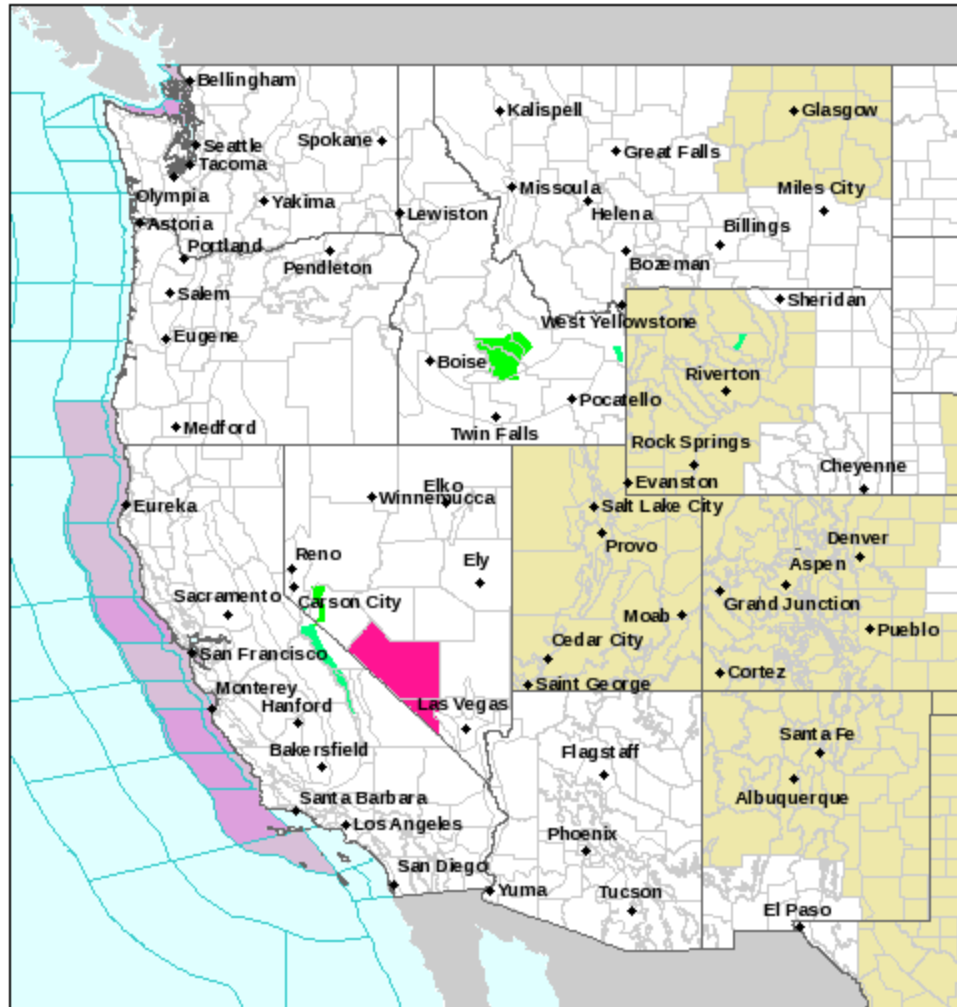 Bellingham
Kalispell
Glasgow
Seattle
Spokane
Great Falls
Tacoma
Missoula
Miles City
Olympia
Yakima
Lewiston
Helena
Astoria
Billings
Portland
Pendleton
Bozeman
Salem
Sheridan
West Yellowstone
Eugene
Boise
Riverton
Pocatello
Medford
Twin Falls
Rock Springs
Cheyenne
Elko
Winnemucca
Evanston
Eureka
Salt Lake City
Provo
Denver
Reno
Ely
Aspen
Sacramento
Carson City
Grand Junction
Moab
Pueblo
Cedar City
San Francisco
Cortez
Saint George
Monterey
Hanford
Las Vegas
Santa Fe
Bakersfield
Flagstaff
Albuquerque
Santa Barbara
Los Angeles
Phoenix
San Diego
Yuma
Tucson
El Paso